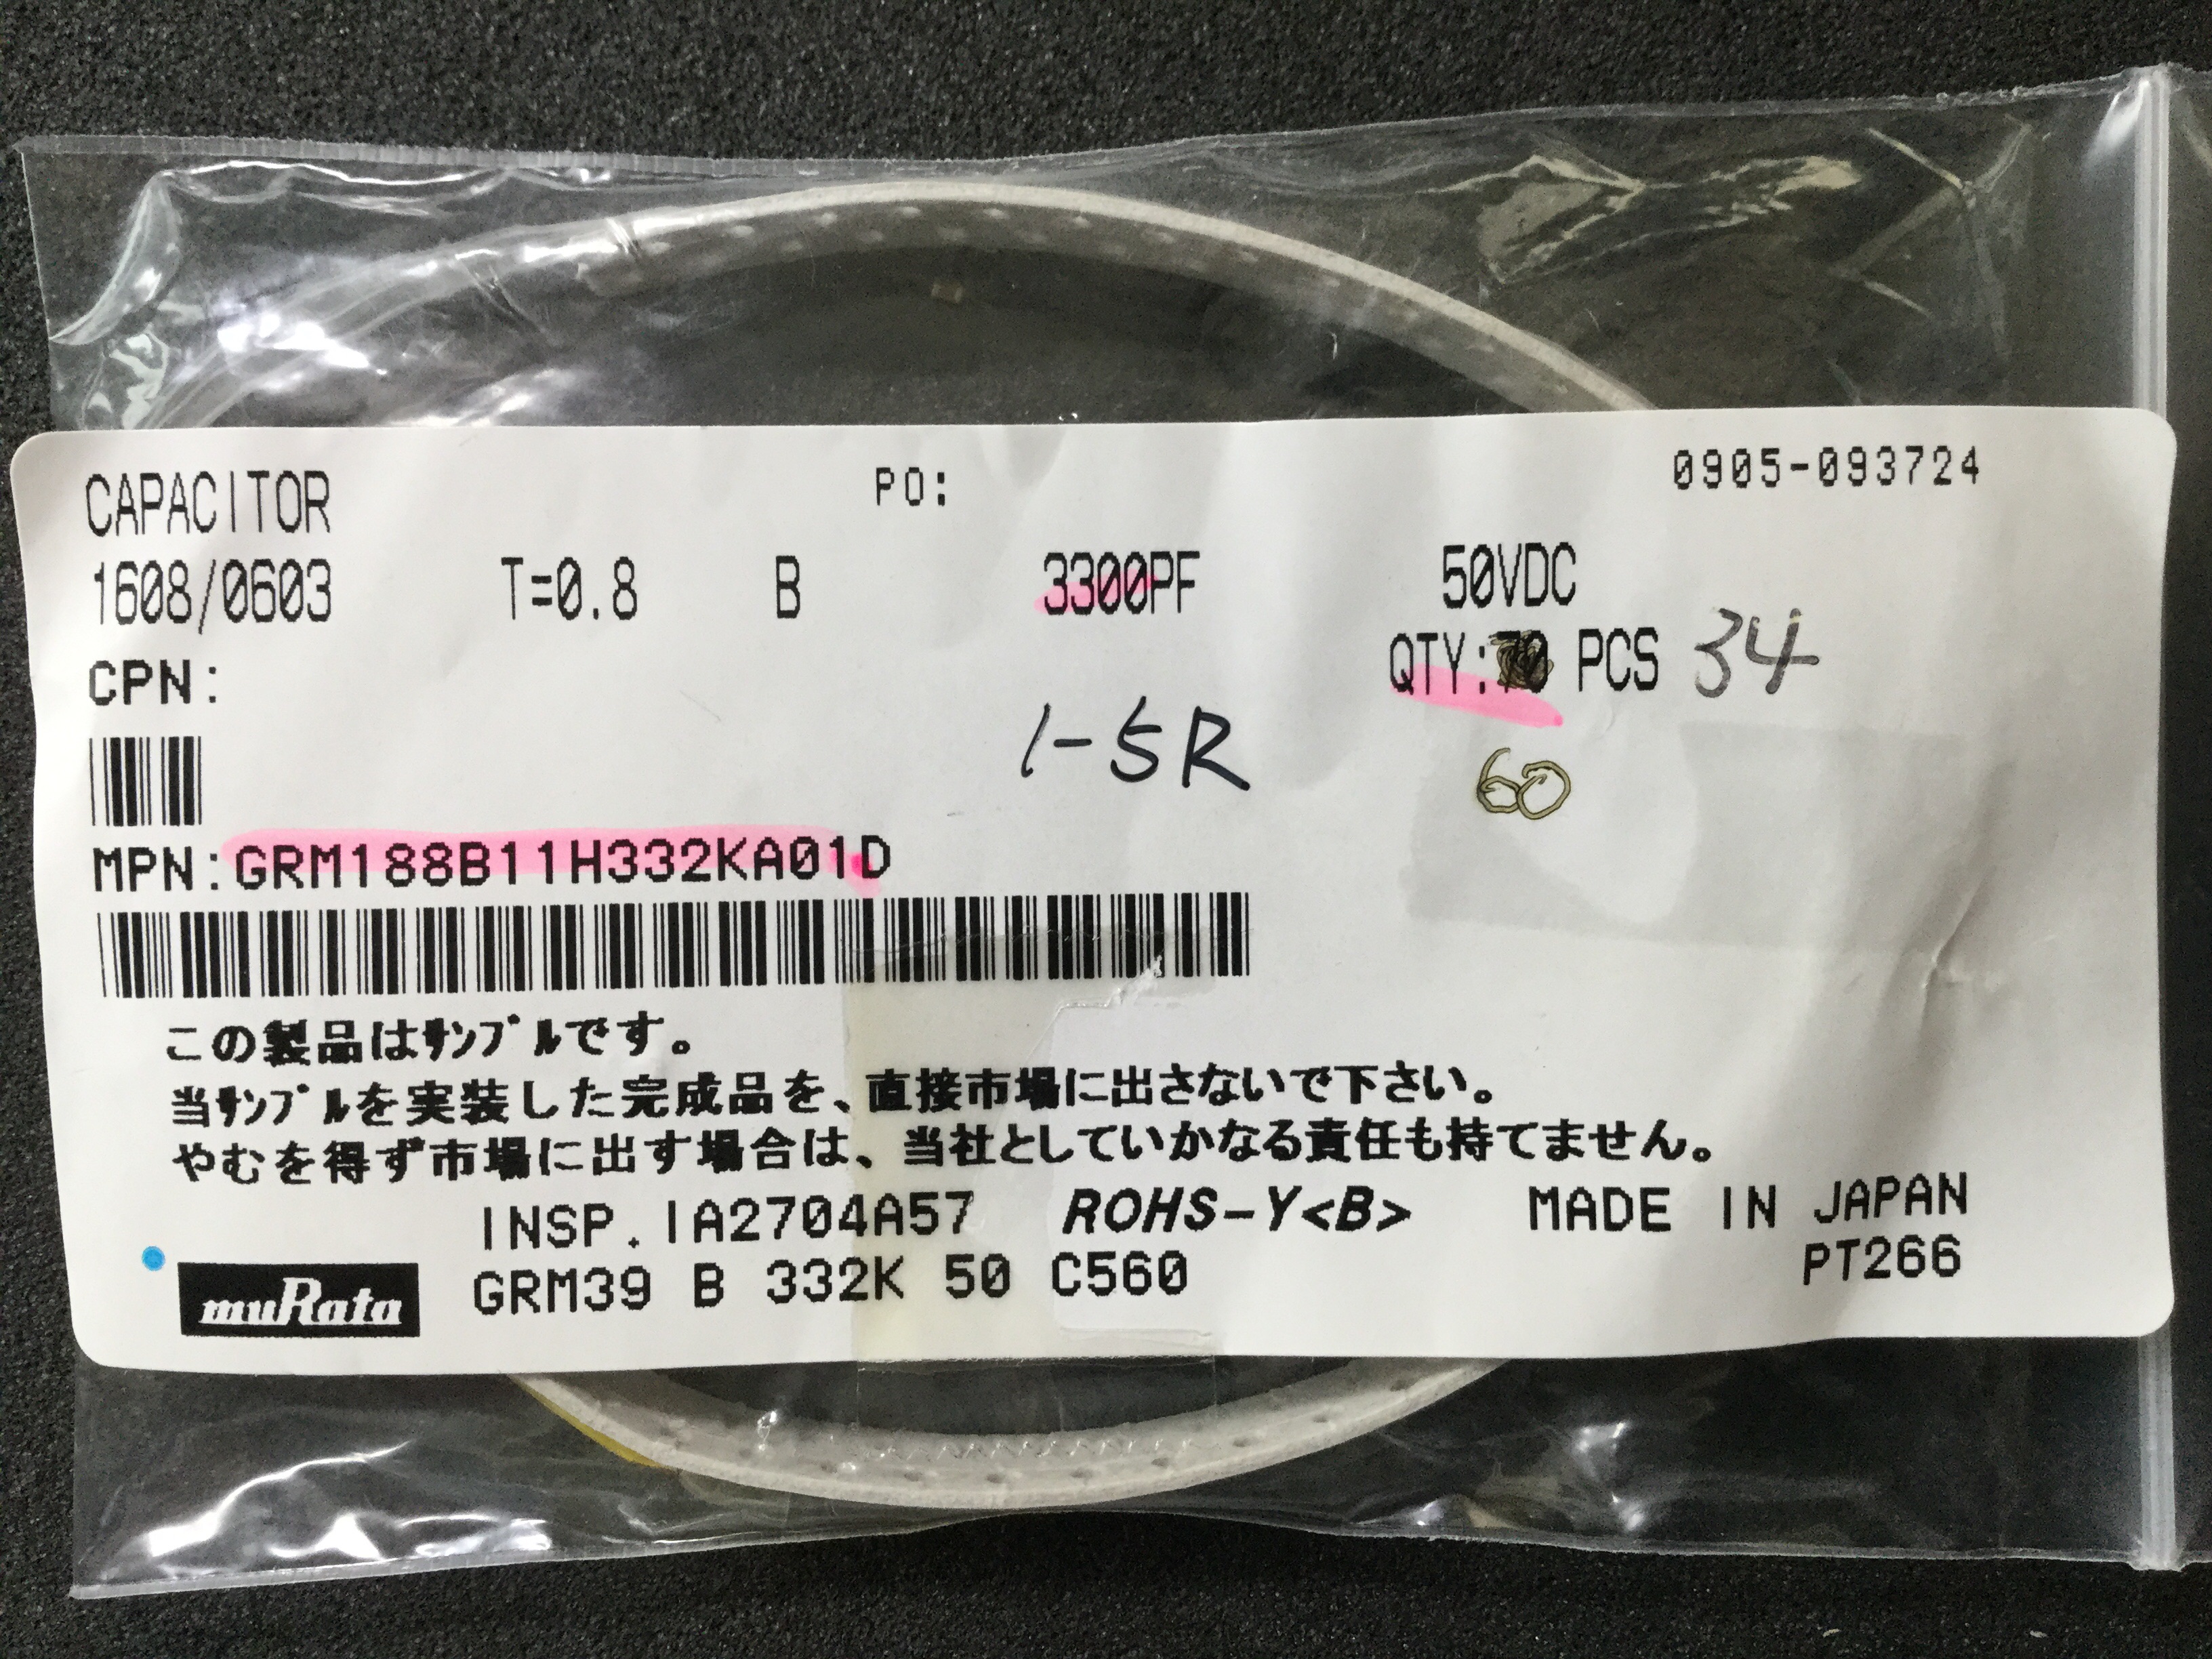 CAPACITOR PO: 0905-093724
1608/0603 T=0.8 B 3300PF 50VDC
CPN: QTY:70 PCS 34
1-5R 60
MPN:GRM188B11H332KA01D
この製品はｻﾝﾌﾟﾙです。
当ｻﾝﾌﾟﾙを実装した完成品を、直接市場に出さないで下さい。
やむを得ず市場に出す場合は、当社としていかなる責任も持てません。
INSP.IA2704A57 ROHS-Y<B> MADE IN JAPAN
muRata GRM39 B 332K 50 C560 PT266